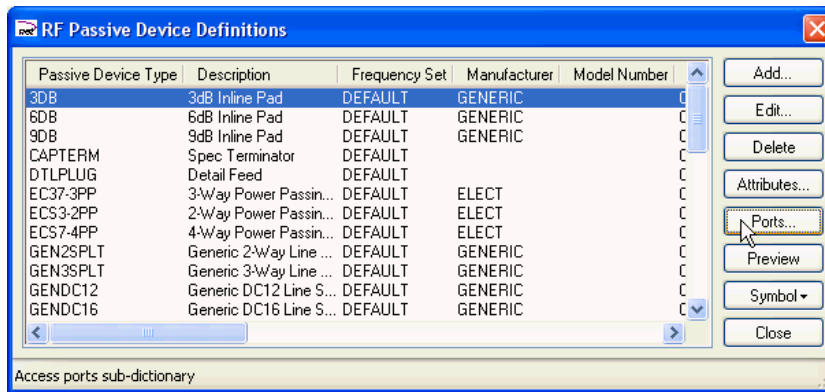 RF Passive Device Definitions
Passive Device Type Description Frequency Set Manufacturer Model Number
3DB 3dB Inline Pad DEFAULT GENERIC
6DB 6dB Inline Pad DEFAULT GENERIC
9DB 9dB Inline Pad DEFAULT GENERIC
CAPTERM Spec Terminator DEFAULT
DTLPLUG Detail Feed DEFAULT
EC37-3PP 3-Way Power Passin... DEFAULT ELECT
ECS3-2PP 2-Way Power Passin... DEFAULT ELECT
ECS7-4PP 4-Way Power Passin... DEFAULT ELECT
GEN2SPLT Generic 2-Way Line ... DEFAULT GENERIC
GEN3SPLT Generic 3-Way Line ... DEFAULT GENERIC
GENDC12 Generic DC12 Line S... DEFAULT GENERIC
GENDC16 Generic DC16 Line S... DEFAULT GENERIC
Add...
Edit...
Delete
Attributes...
Ports...
Preview
Symbol
Close
Access ports sub-dictionary